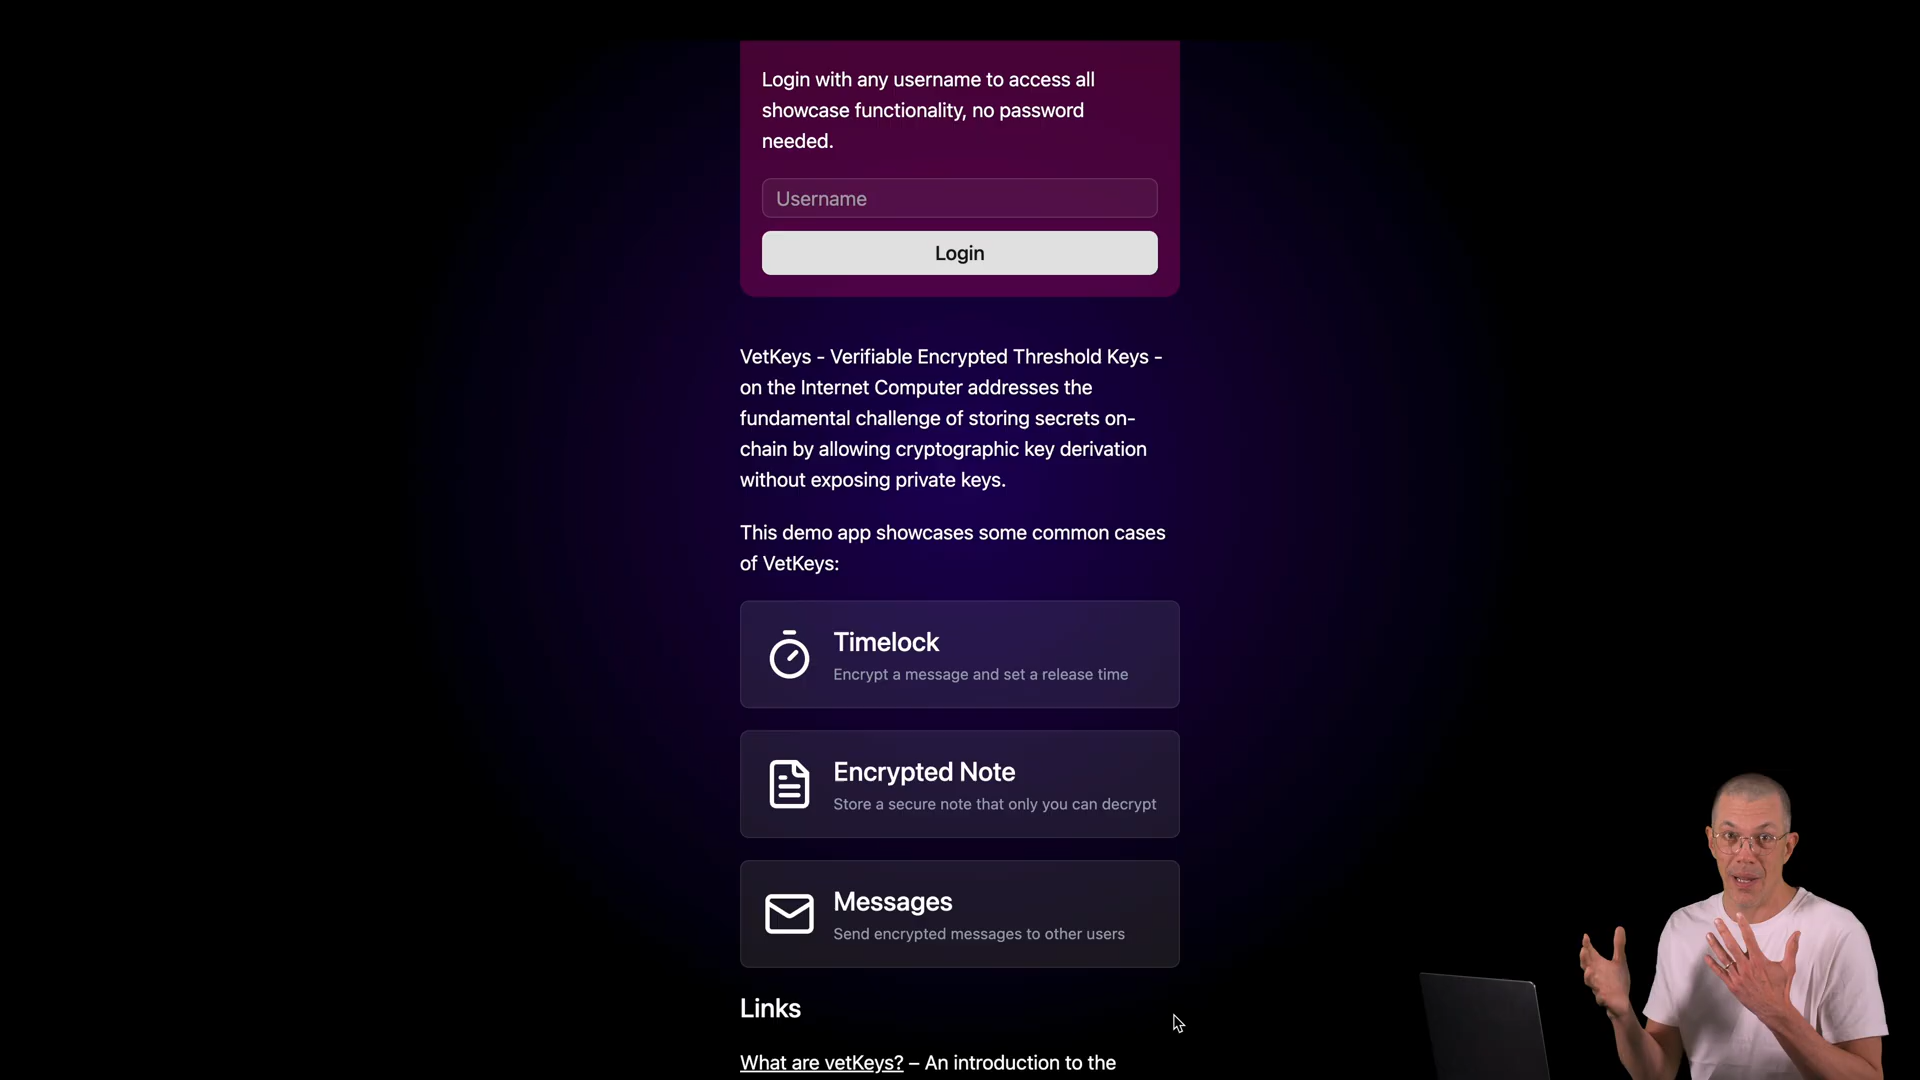 Login with any username to access all
showcase functionality, no password
needed.
Username
Login
VetKeys - Verifiable Encrypted Threshold Keys -
on the Internet Computer addresses the
fundamental challenge of storing secrets on-
chain by allowing cryptographic key derivation
without exposing private keys.
This demo app showcases some common cases
of VetKeys:
Timelock
Encrypt a message and set a release time
Encrypted Note
Store a secure note that only you can decrypt
Messages
Send encrypted messages to other users
Links
What are vetKeys? – An introduction to the